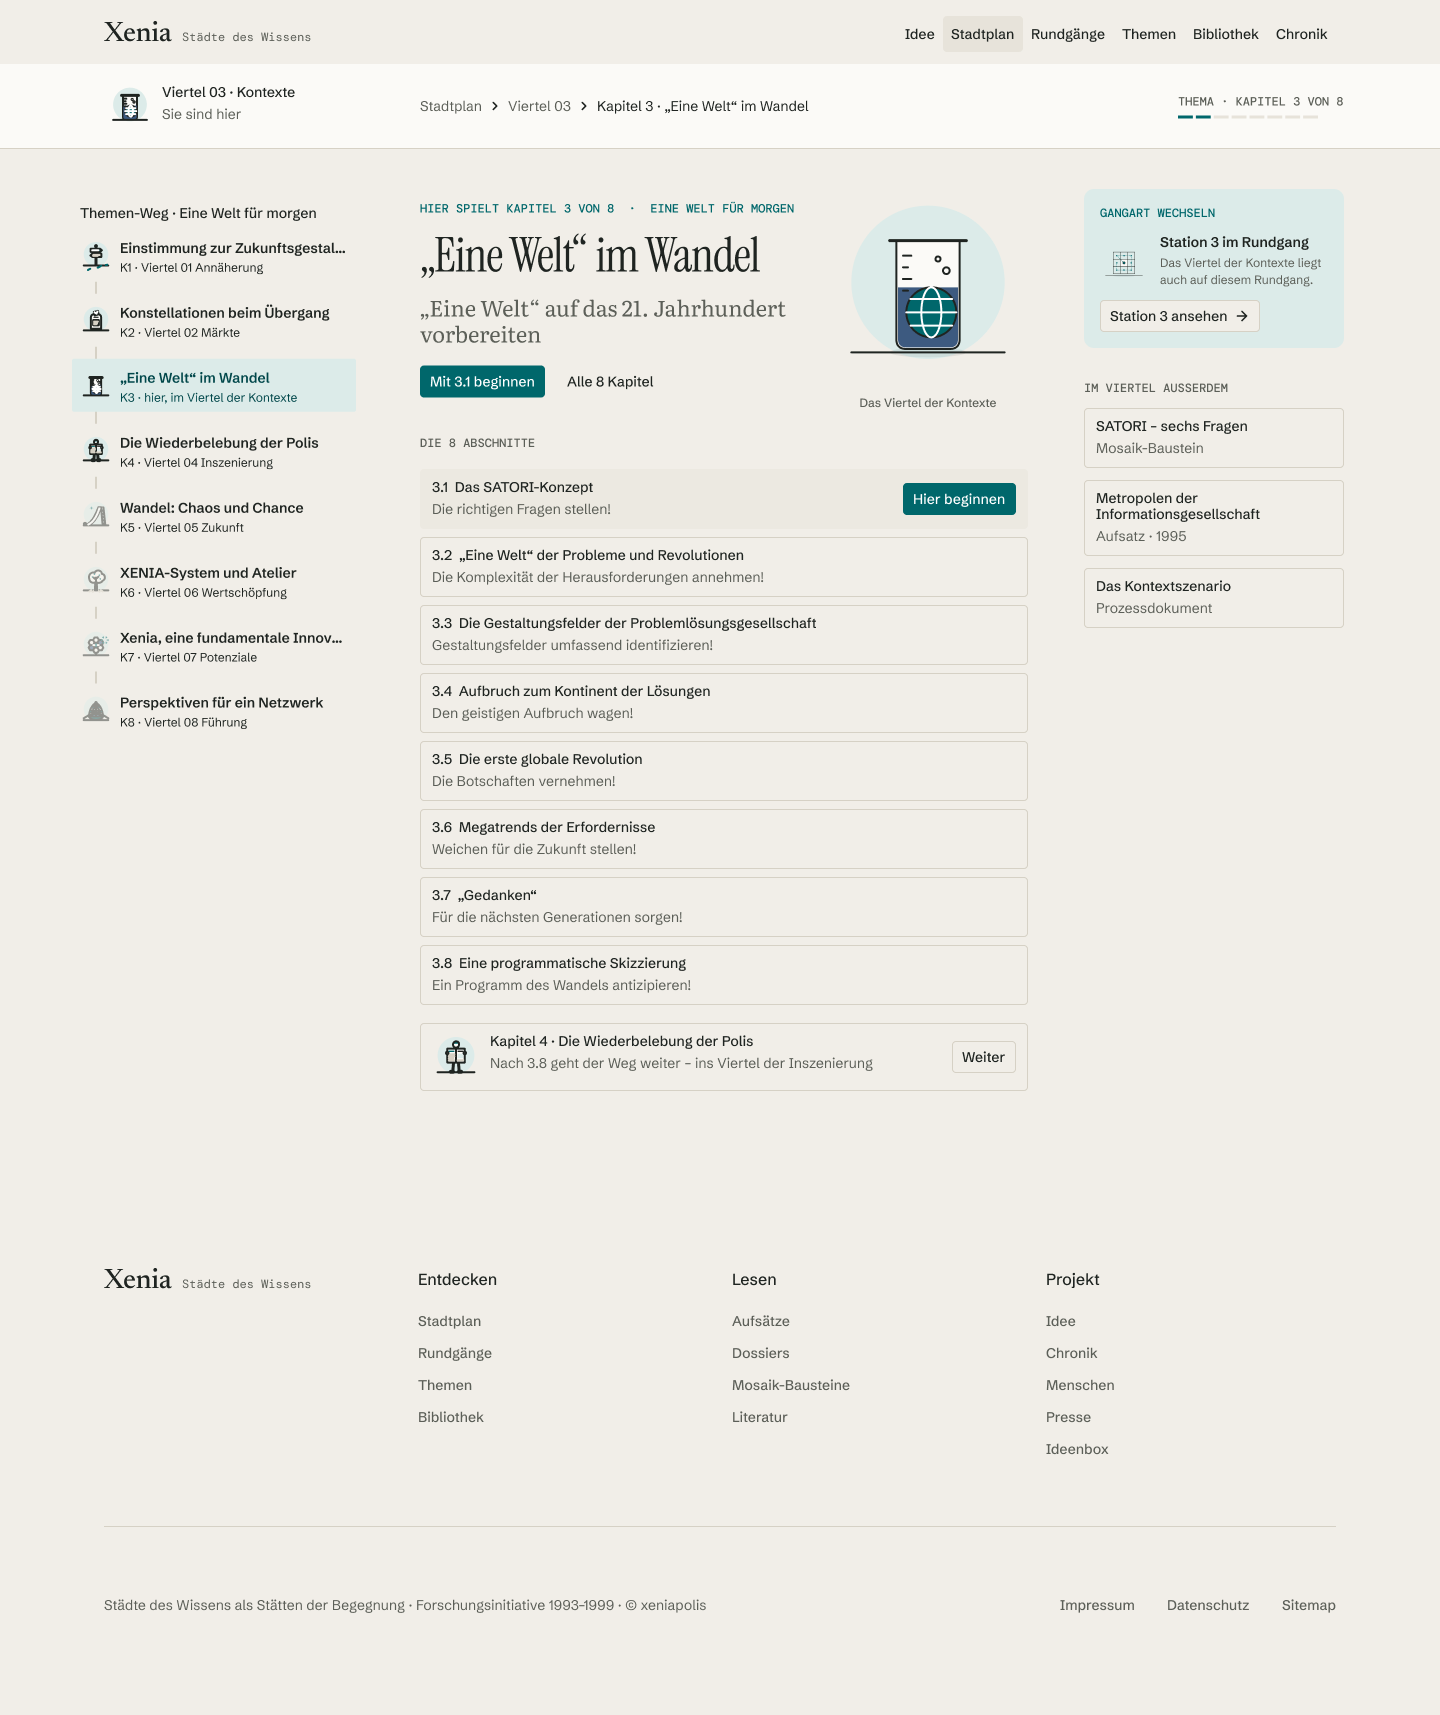 Xenia Städte des Wissens
Idee Stadtplan Rundgänge Themen Bibliothek Chronik
Viertel 03 · Kontexte
Sie sind hier
Stadtplan > Viertel 03 > Kapitel 3 · „Eine Welt“ im Wandel
THEMA · KAPITEL 3 VON 8
Themen-Weg · Eine Welt für morgen
Einstimmung zur Zukunftsgestal...
K1 · Viertel 01 Annäherung
Konstellationen beim Übergang
K2 · Viertel 02 Märkte
„Eine Welt“ im Wandel
K3 · hier, im Viertel der Kontexte
Die Wiederbelebung der Polis
K4 · Viertel 04 Inszenierung
Wandel: Chaos und Chance
K5 · Viertel 05 Zukunft
XENIA-System und Atelier
K6 · Viertel 06 Wertschöpfung
Xenia, eine fundamentale Innov...
K7 · Viertel 07 Potenziale
Perspektiven für ein Netzwerk
K8 · Viertel 08 Führung
HIER SPIELT KAPITEL 3 VON 8 · EINE WELT FÜR MORGEN
„Eine Welt“ im Wandel
„Eine Welt“ auf das 21. Jahrhundert
vorbereiten
Mit 3.1 beginnen Alle 8 Kapitel
Das Viertel der Kontexte
DIE 8 ABSCHNITTE
3.1 Das SATORI-Konzept
Die richtigen Fragen stellen!
Hier beginnen
3.2 „Eine Welt“ der Probleme und Revolutionen
Die Komplexität der Herausforderungen annehmen!
3.3 Die Gestaltungsfelder der Problemlösungsgesellschaft
Gestaltungsfelder umfassend identifizieren!
3.4 Aufbruch zum Kontinent der Lösungen
Den geistigen Aufbruch wagen!
3.5 Die erste globale Revolution
Die Botschaften vernehmen!
3.6 Megatrends der Erfordernisse
Weichen für die Zukunft stellen!
3.7 „Gedanken“
Für die nächsten Generationen sorgen!
3.8 Eine programmatische Skizzierung
Ein Programm des Wandels antizipieren!
Kapitel 4 · Die Wiederbelebung der Polis
Nach 3.8 geht der Weg weiter – ins Viertel der Inszenierung
Weiter
GANGART WECHSELN
Station 3 im Rundgang
Das Viertel der Kontexte liegt
auch auf diesem Rundgang.
Station 3 ansehen →
IM VIERTEL AUSSERDEM
SATORI – sechs Fragen
Mosaik-Baustein
Metropolen der
Informationsgesellschaft
Aufsatz · 1995
Das Kontextszenario
Prozessdokument
Xenia Städte des Wissens
Entdecken
Stadtplan
Rundgänge
Themen
Bibliothek
Lesen
Aufsätze
Dossiers
Mosaik-Bausteine
Literatur
Projekt
Idee
Chronik
Menschen
Presse
Ideenbox
Städte des Wissens als Stätten der Begegnung · Forschungsinitiative 1993–1999 · © xeniapolis
Impressum Datenschutz Sitemap